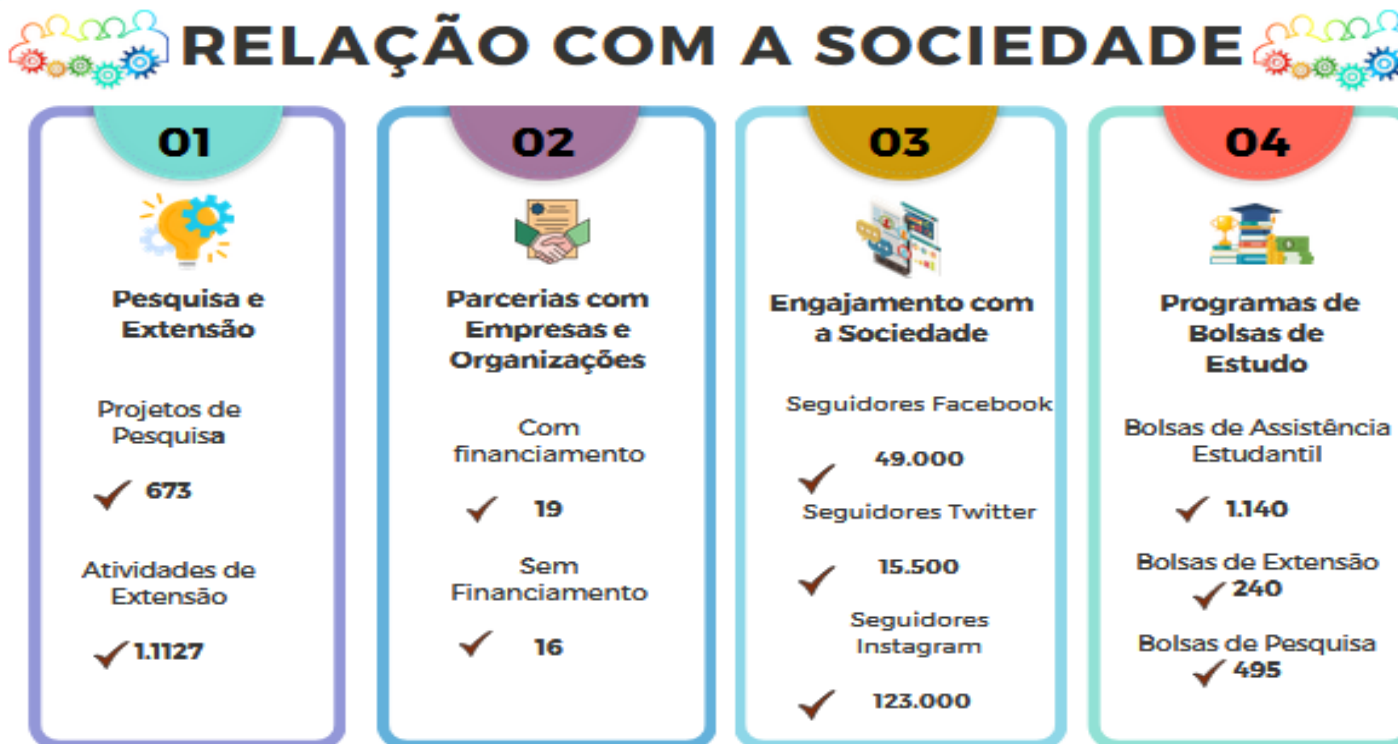 RELAÇÃO COM A SOCIEDADE
01
Pesquisa e
Extensão
Projetos de
Pesquisa
673
Atividades de
Extensão
1.1127
02
Parcerias com
Empresas e
Organizações
Com
financiamento
19
Sem
Financiamento
16
03
Engajamento com
a Sociedade
Seguidores Facebook
49.000
Seguidores Twitter
15.500
Seguidores
Instagram
123.000
04
Programas de
Bolsas de
Estudo
Bolsas de Assistência
Estudantil
1.140
Bolsas de Extensão
240
Bolsas de Pesquisa
495